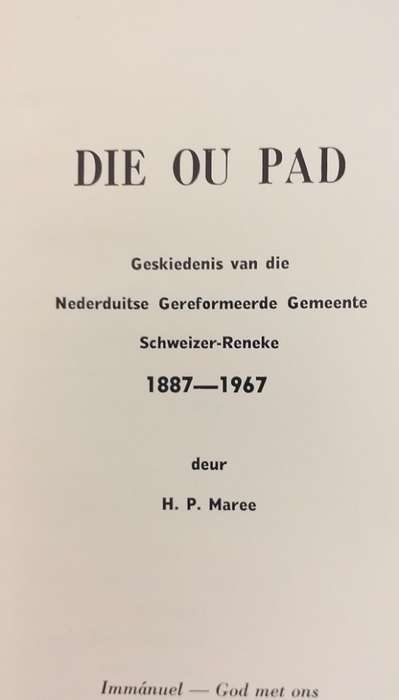 DIE OU PAD
Geskiedenis van die
Nederduitse Gereformeerde Gemeente
Schweizer-Reneke
1887—1967
deur
H. P. Maree
Immánuel — God met ons